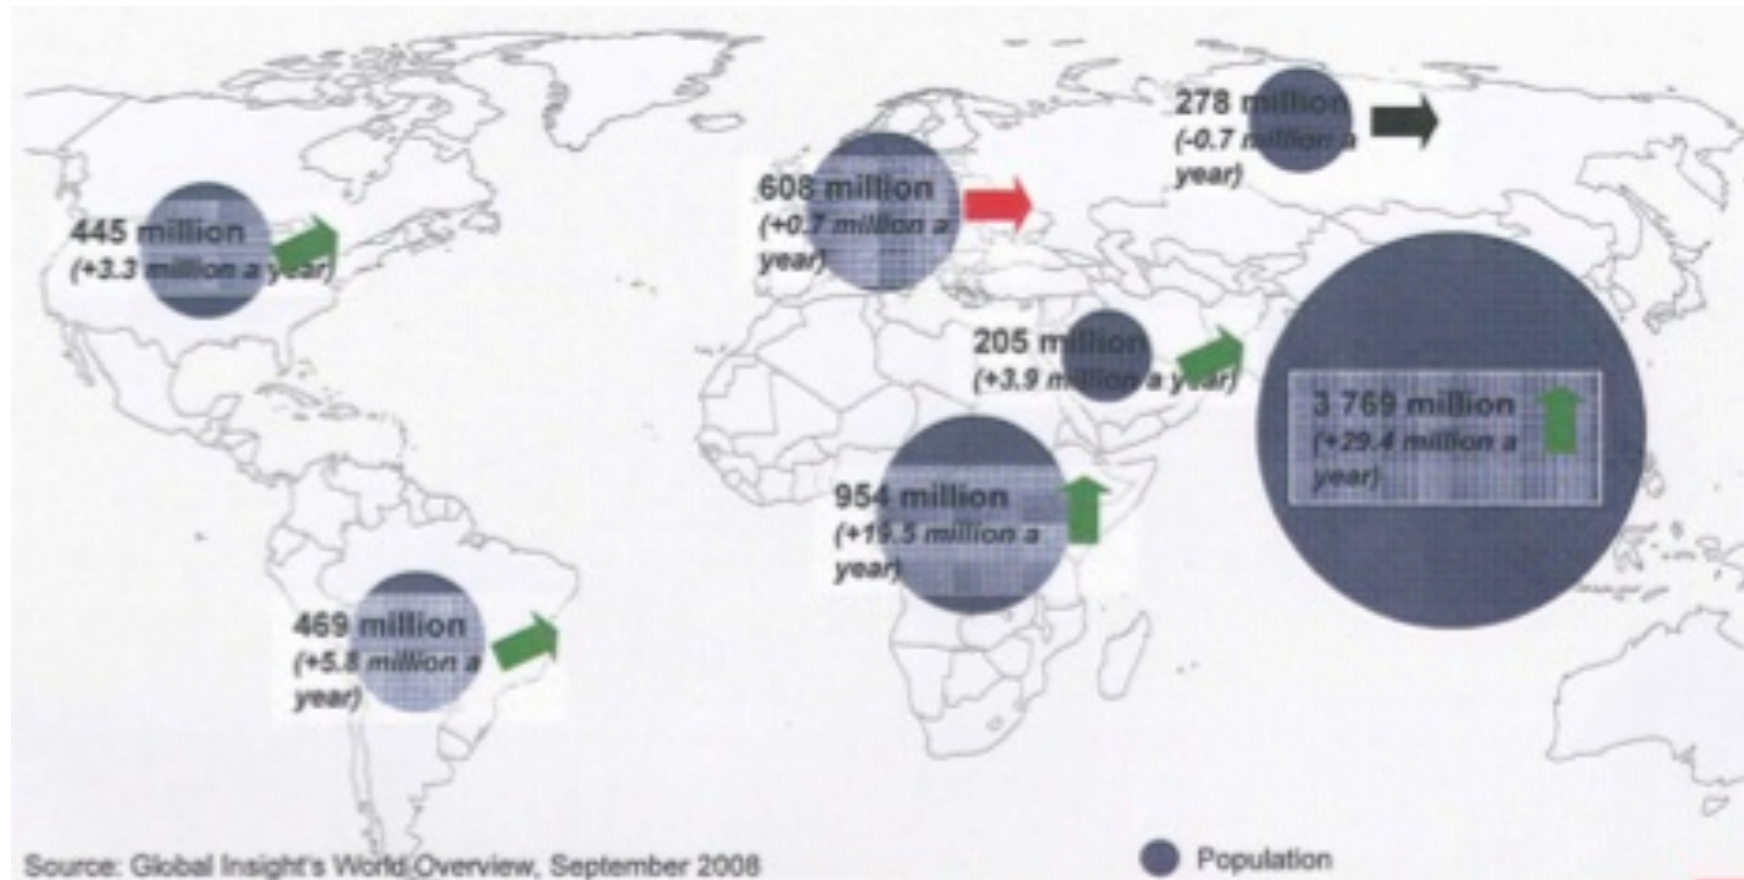 278 million
(-0.7 million a
year)
608 million
(+0.7 million a
year)
445 million
(+3.3 million a year)
205 million
(+3.9 million a year)
3 769 million
(+29.4 million a
year)
954 million
(+19.5 million a
year)
469 million
(+5.8 million a
year)
Source: Global Insight's World Overview, September 2008
Population